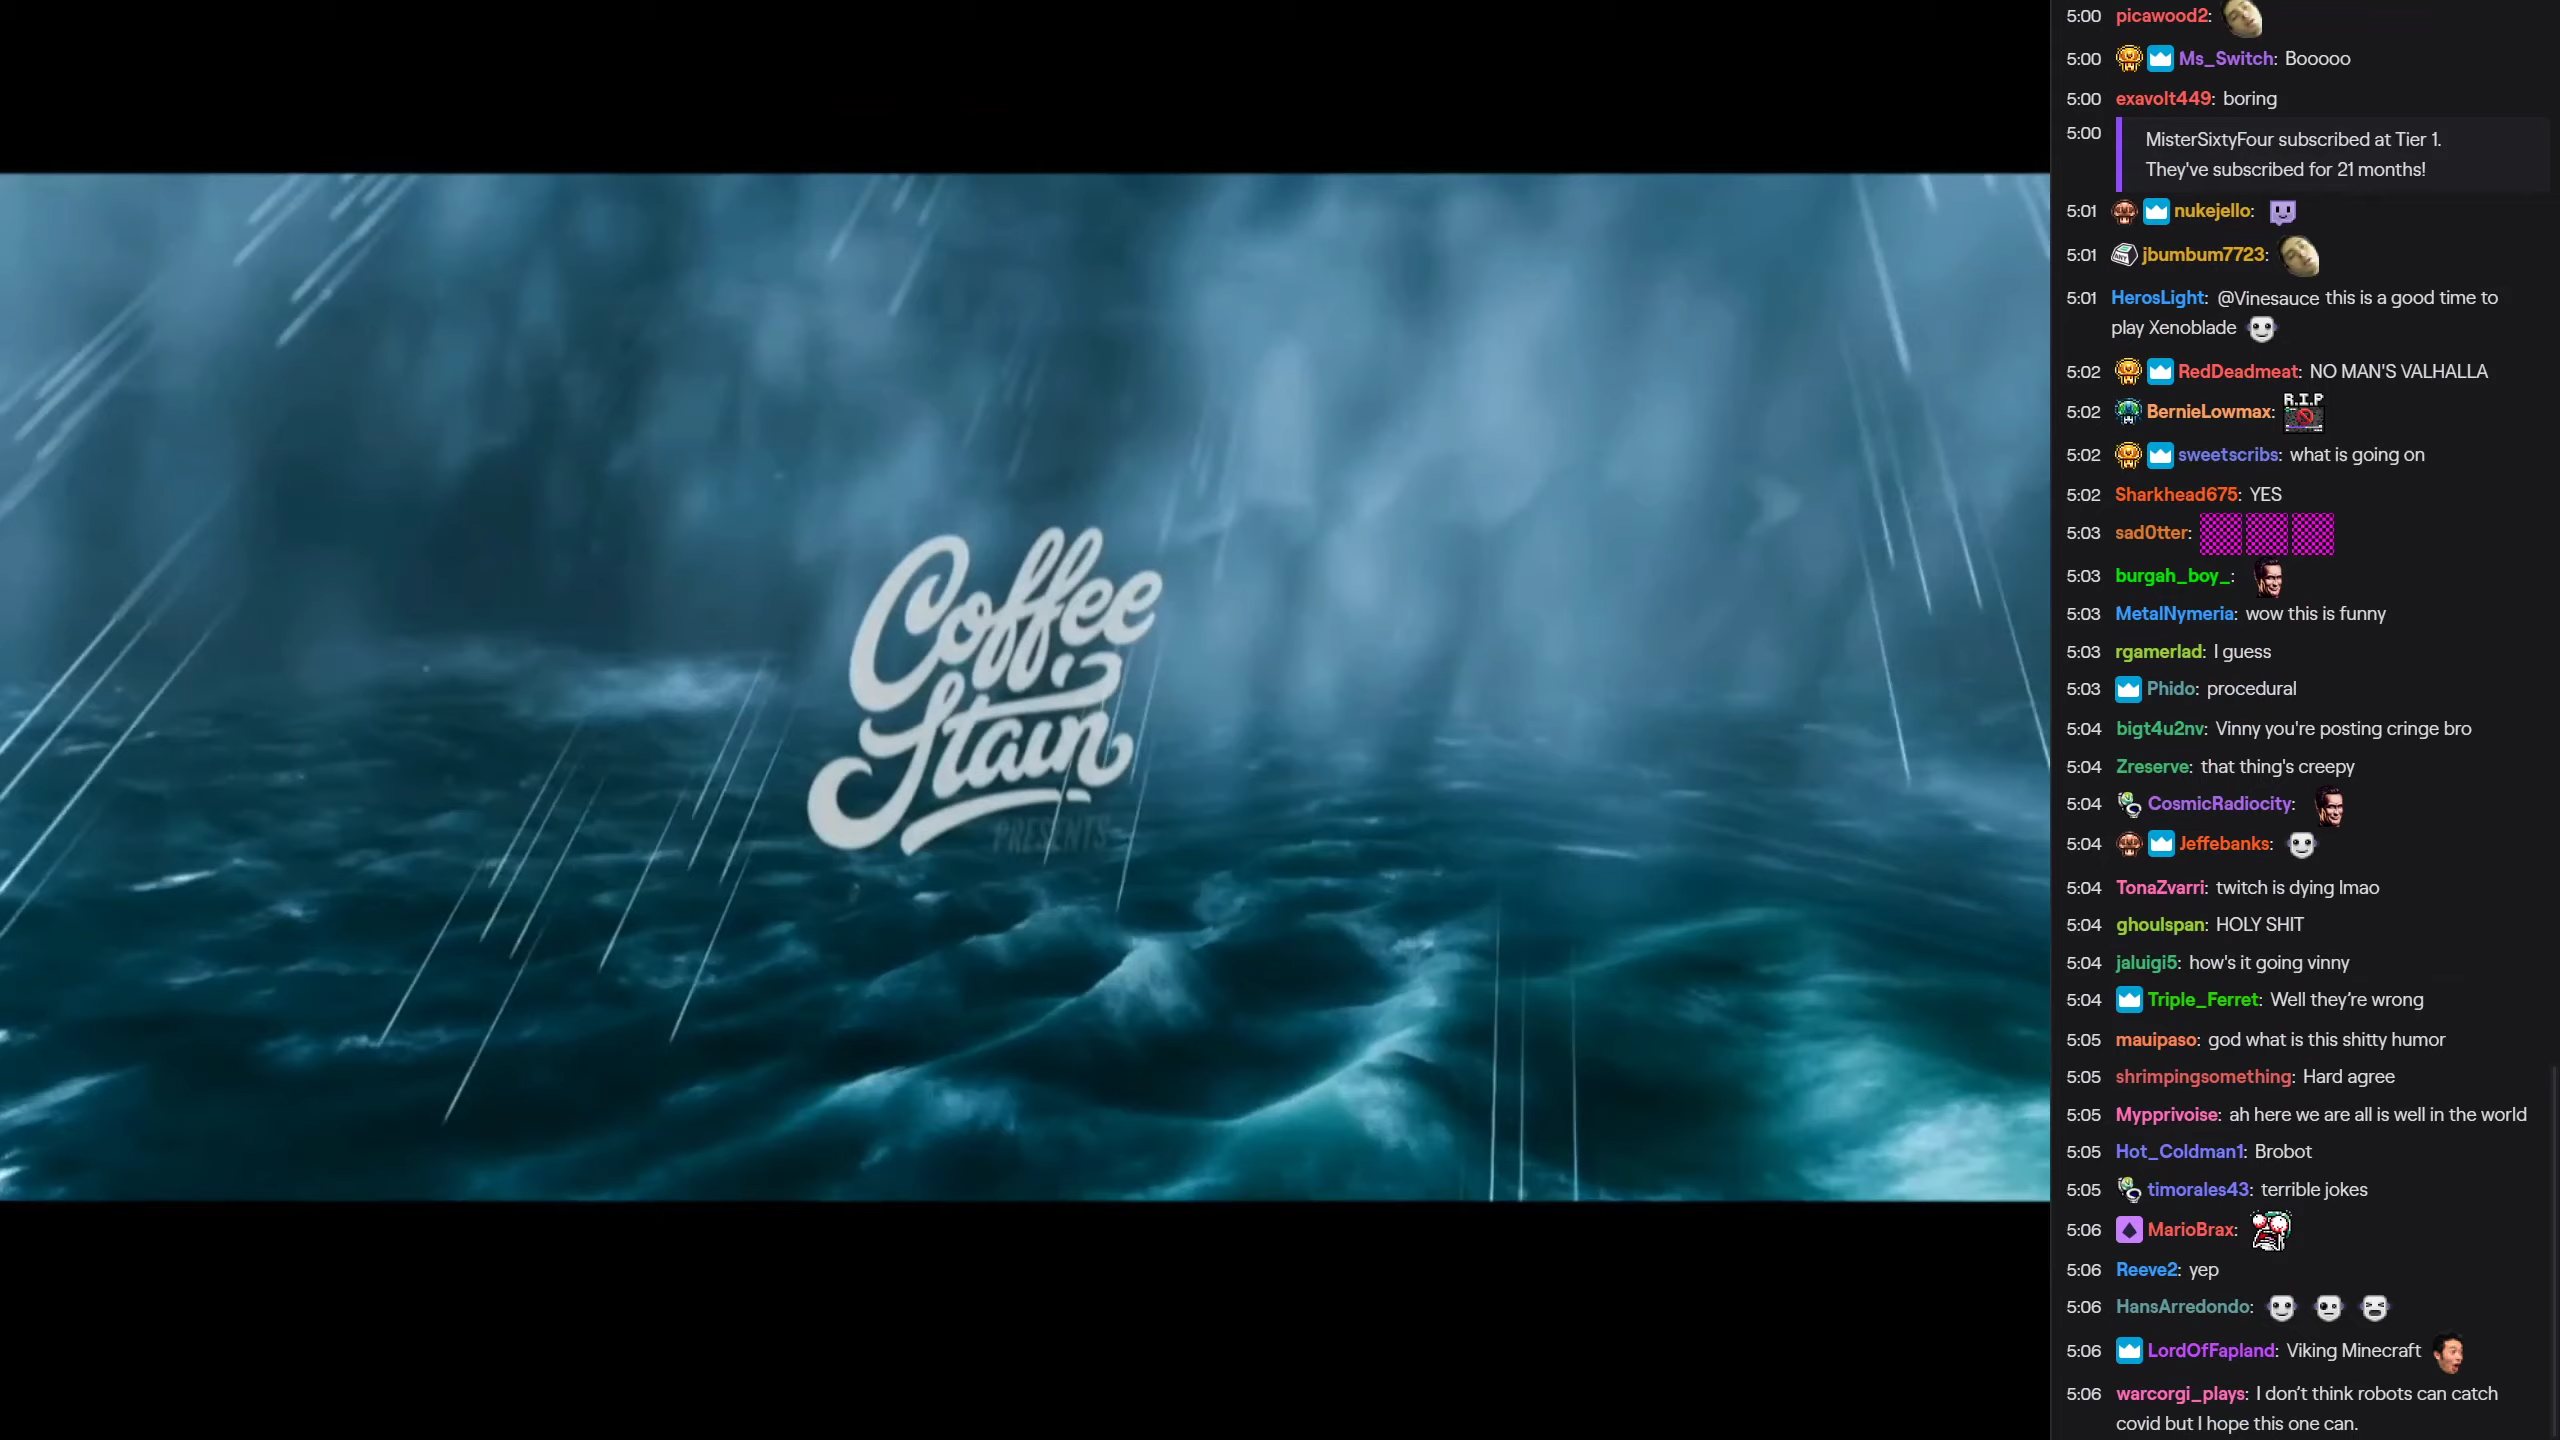 Coffee
Stain
PRESENTS
5:00 picawood2:
5:00 Ms_Switch: Booooo
5:00 exavolt449: boring
5:00 MisterSixtyFour subscribed at Tier 1.
They've subscribed for 21 months!
5:01 nukejello:
5:01 jbumbum7723:
5:01 HerosLight: @Vinesauce this is a good time to
play Xenoblade
5:02 RedDeadmeat: NO MAN'S VALHALLA
5:02 BernieLowmax: R.I.P
5:02 sweetscribs: what is going on
5:02 Sharkhead675: YES
5:03 sad0tter:
5:03 burgah_boy_:
5:03 MetalNymeria: wow this is funny
5:03 rgamerlad: I guess
5:03 Phido: procedural
5:04 bigt4u2nv: Vinny you're posting cringe bro
5:04 Zreserve: that thing's creepy
5:04 CosmicRadiocity:
5:04 Jeffebanks:
5:04 TonaZvarri: twitch is dying lmao
5:04 ghoulspan: HOLY SHIT
5:04 jaluigi5: how's it going vinny
5:04 Triple_Ferret: Well they're wrong
5:05 mauipaso: god what is this shitty humor
5:05 shrimpingsomething: Hard agree
5:05 Mypprivoise: ah here we are all is well in the world
5:05 Hot_Coldman1: Brobot
5:05 timorales43: terrible jokes
5:06 MarioBrax:
5:06 Reeve2: yep
5:06 HansArredondo:
5:06 LordOfFapland: Viking Minecraft
5:06 warcorgi_plays: I don't think robots can catch
covid but I hope this one can.